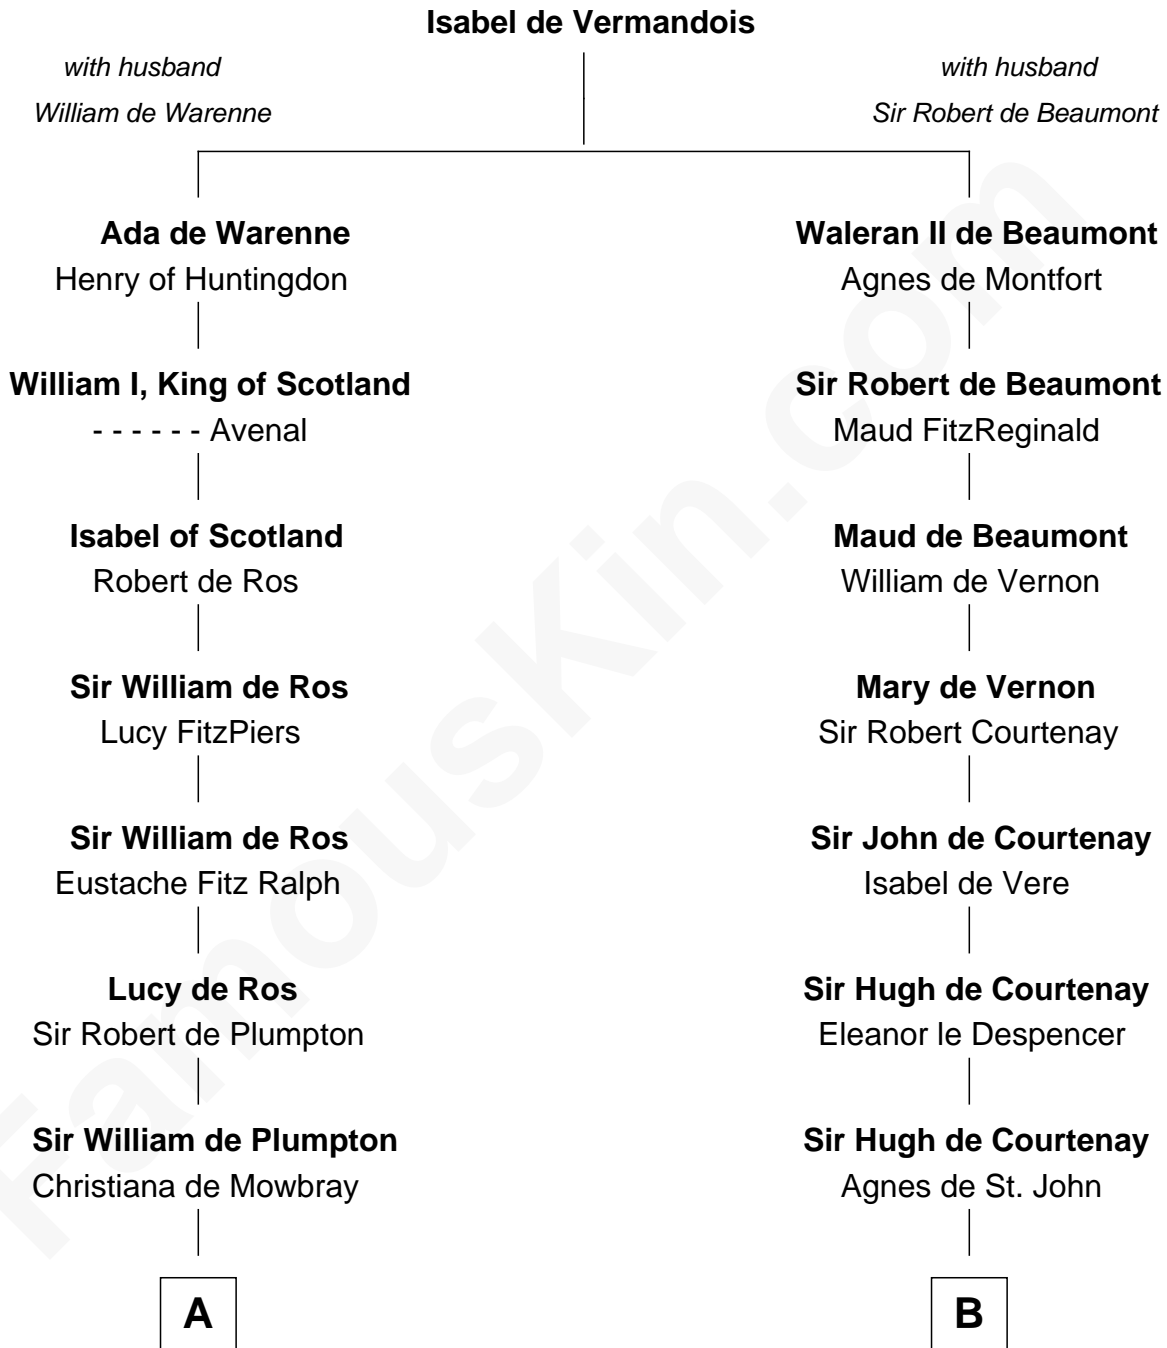 Isabel de Vermandois
with husband
William de Warenne
with husband
Sir Robert de Beaumont
Ada de Warenne
Henry of Huntingdon
William I, King of Scotland
- - - - - - Avenal
Isabel of Scotland
Robert de Ros
Sir William de Ros
Lucy FitzPiers
Sir William de Ros
Eustache Fitz Ralph
Lucy de Ros
Sir Robert de Plumpton
Sir William de Plumpton
Christiana de Mowbray
A
Waleran II de Beaumont
Agnes de Montfort
Sir Robert de Beaumont
Maud FitzReginald
Maud de Beaumont
William de Vernon
Mary de Vernon
Sir Robert Courtenay
Sir John de Courtenay
Isabel de Vere
Sir Hugh de Courtenay
Eleanor le Despencer
Sir Hugh de Courtenay
Agnes de St. John
B
FamousKin.com